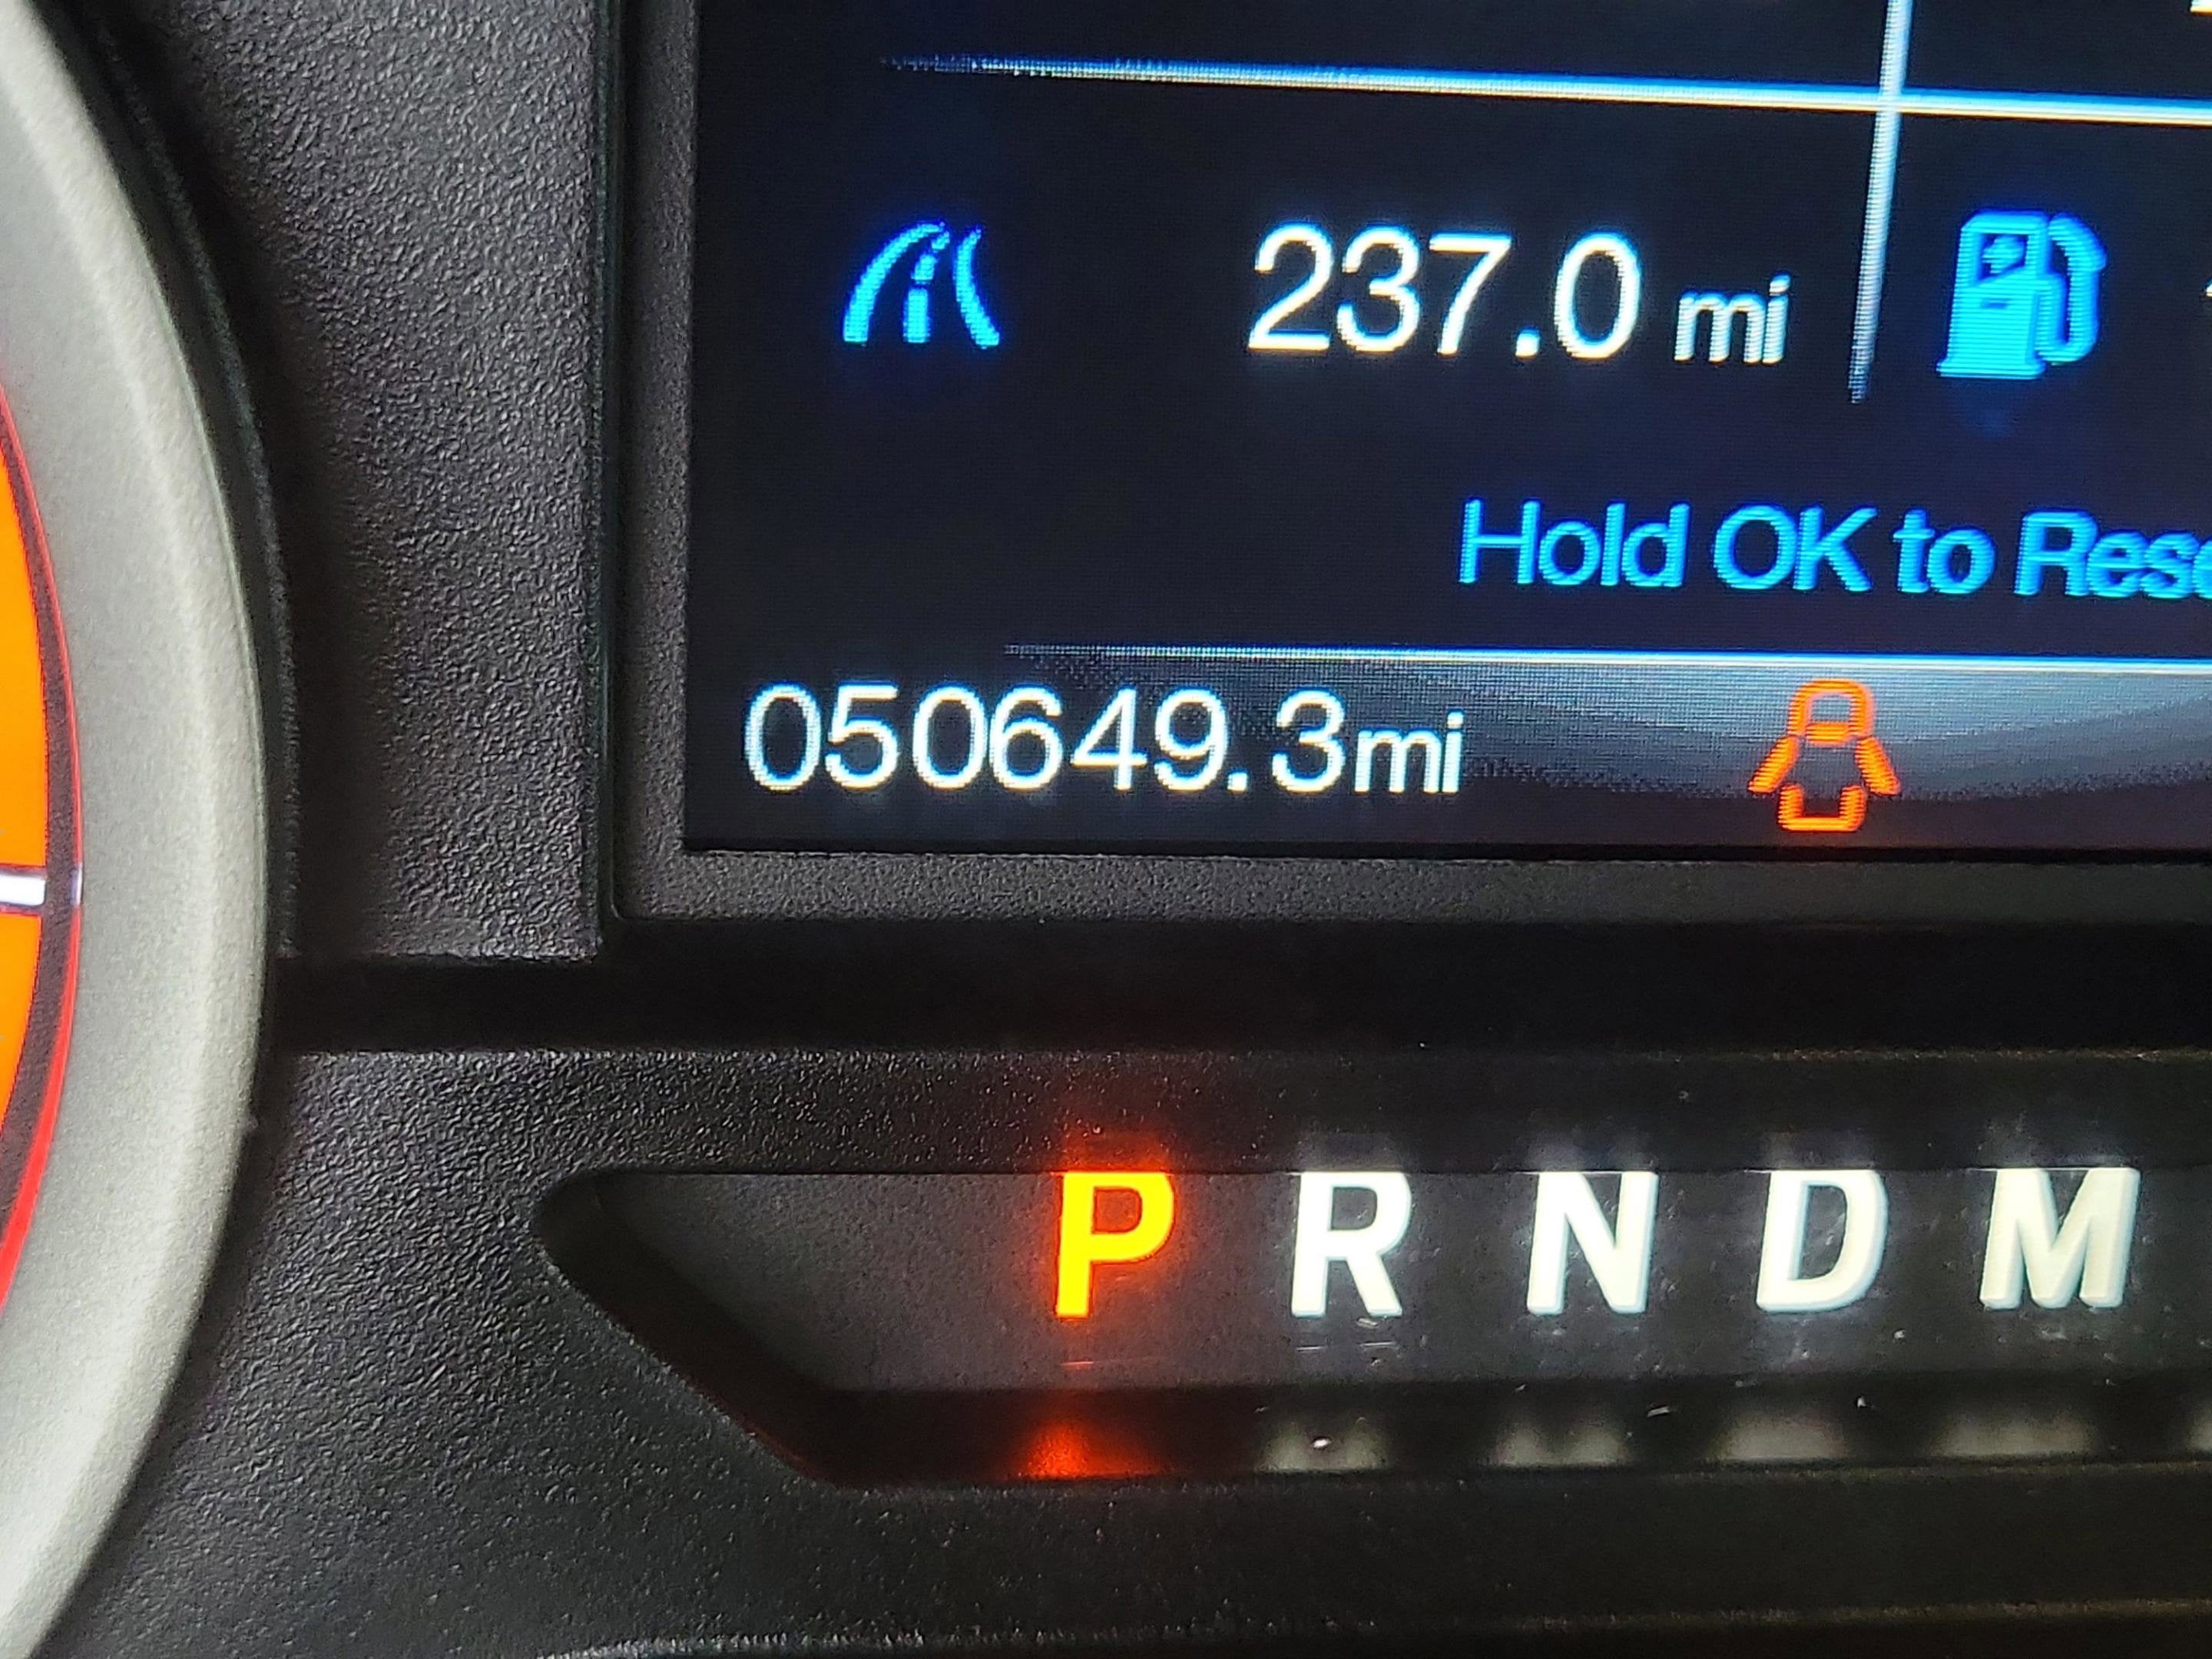 237.0 mi
Hold OK to Rese
050649.3mi
P R N D M